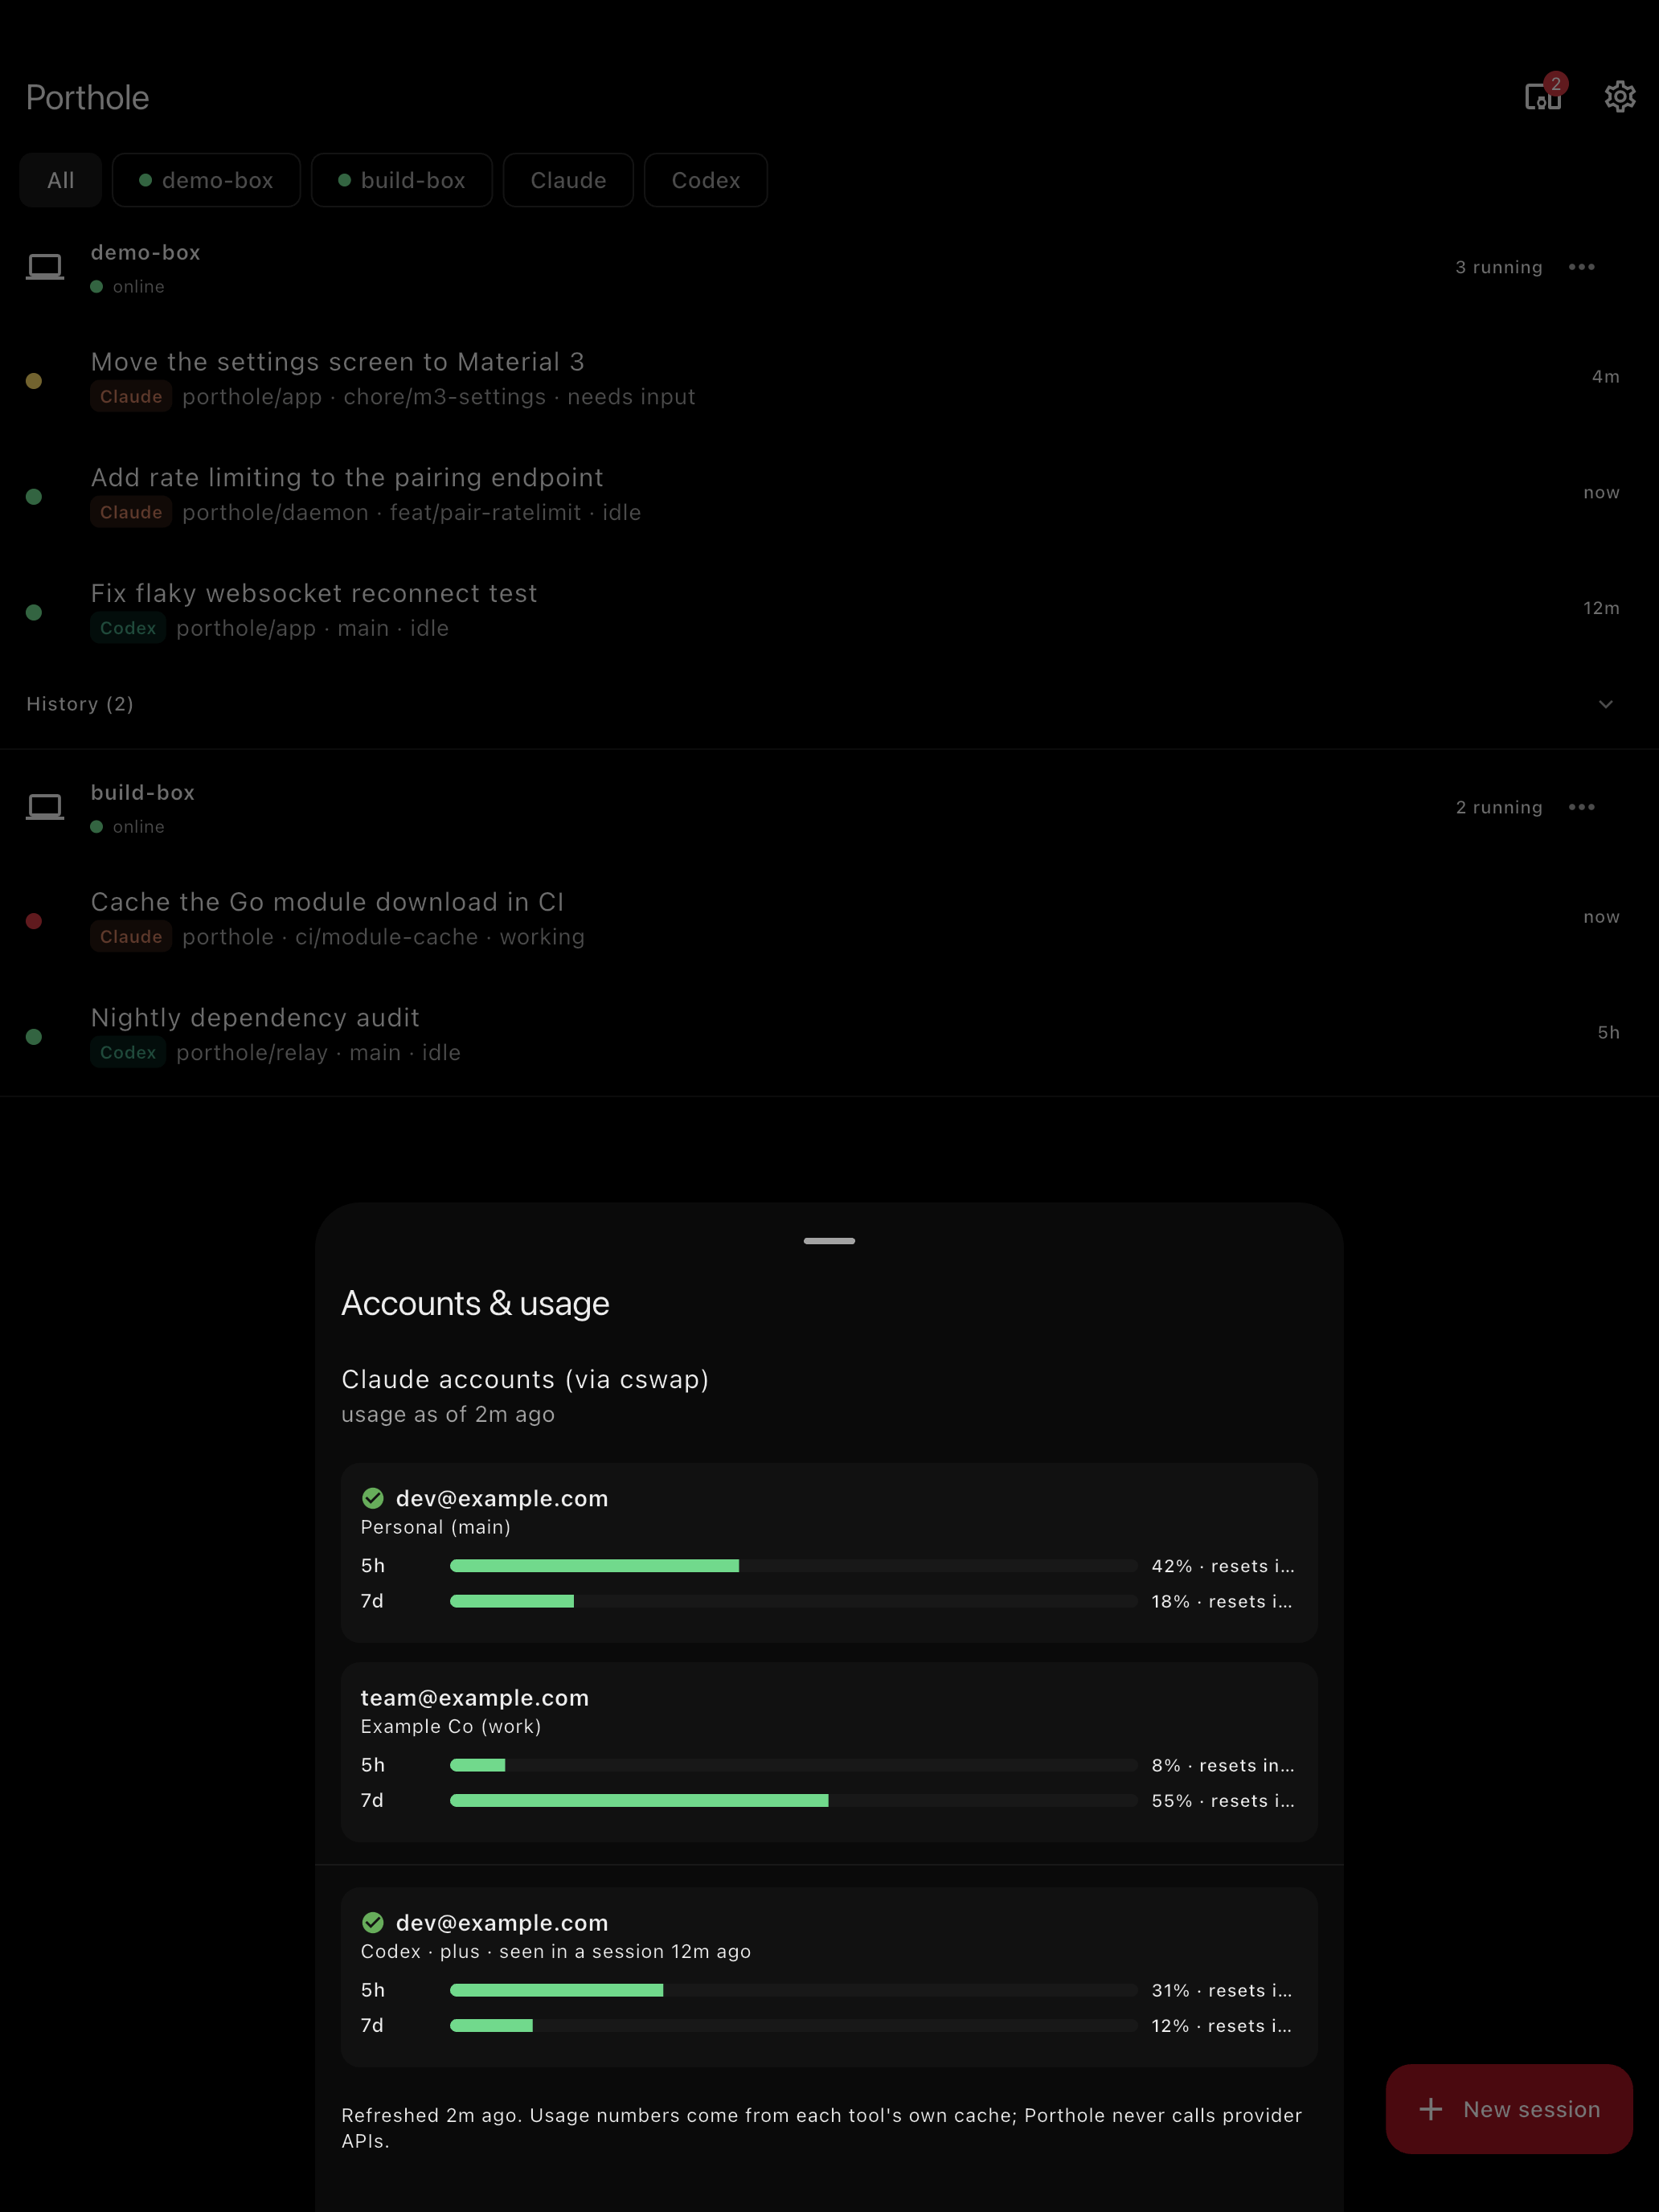 Porthole
2
All
demo-box
build-box
Claude
Codex
demo-box
online
3 running
Move the settings screen to Material 3
Claude porthole/app · chore/m3-settings · needs input
4m
Add rate limiting to the pairing endpoint
Claude porthole/daemon · feat/pair-ratelimit · idle
now
Fix flaky websocket reconnect test
Codex porthole/app · main · idle
12m
History (2)
build-box
online
2 running
Cache the Go module download in CI
Claude porthole · ci/module-cache · working
now
Nightly dependency audit
Codex porthole/relay · main · idle
5h
Accounts & usage
Claude accounts (via cswap)
usage as of 2m ago
dev@example.com
Personal (main)
5h 42% · resets i...
7d 18% · resets i...
team@example.com
Example Co (work)
5h 8% · resets in...
7d 55% · resets i...
dev@example.com
Codex · plus · seen in a session 12m ago
5h 31% · resets i...
7d 12% · resets i...
Refreshed 2m ago. Usage numbers come from each tool's own cache; Porthole never calls provider
APIs.
New session